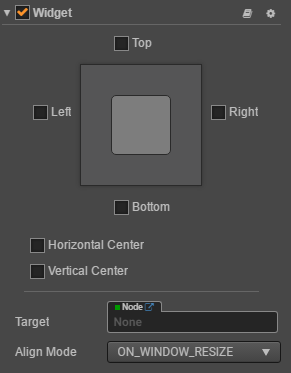 Widget
Top
Left
Right
Bottom
Horizontal Center
Vertical Center
Node
Target None
Align Mode ON_WINDOW_RESIZE